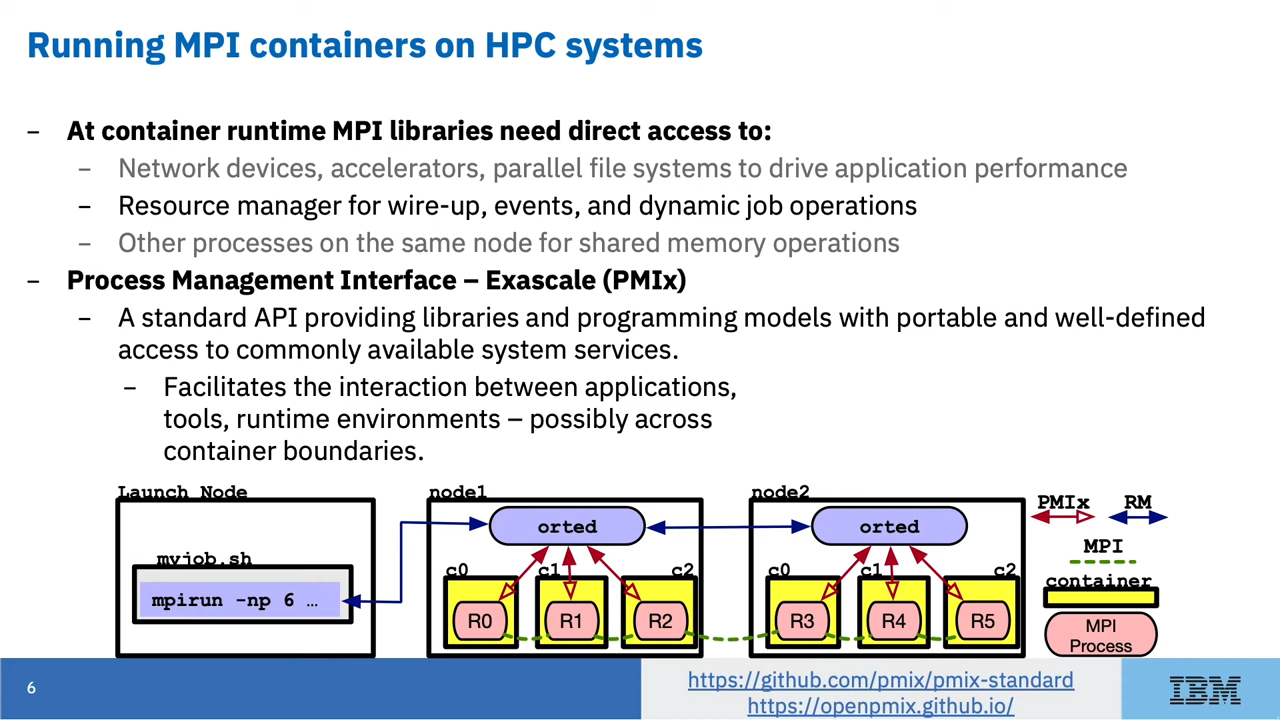 Running MPI containers on HPC systems
– At container runtime MPI libraries need direct access to:
– Network devices, accelerators, parallel file systems to drive application performance
– Resource manager for wire-up, events, and dynamic job operations
– Other processes on the same node for shared memory operations
– Process Management Interface – Exascale (PMIx)
– A standard API providing libraries and programming models with portable and well-defined
access to commonly available system services.
– Facilitates the interaction between applications,
tools, runtime environments – possibly across
container boundaries.
Launch Node
myjob.sh
mpirun -np 6 …
node1
orted
c0 c1 c2
R0 R1 R2
node2
orted
c0 c1 c2
R3 R4 R5
PMIx RM
MPI
container
MPI
Process
6
https://github.com/pmix/pmix-standard
https://openpmix.github.io/
IBM